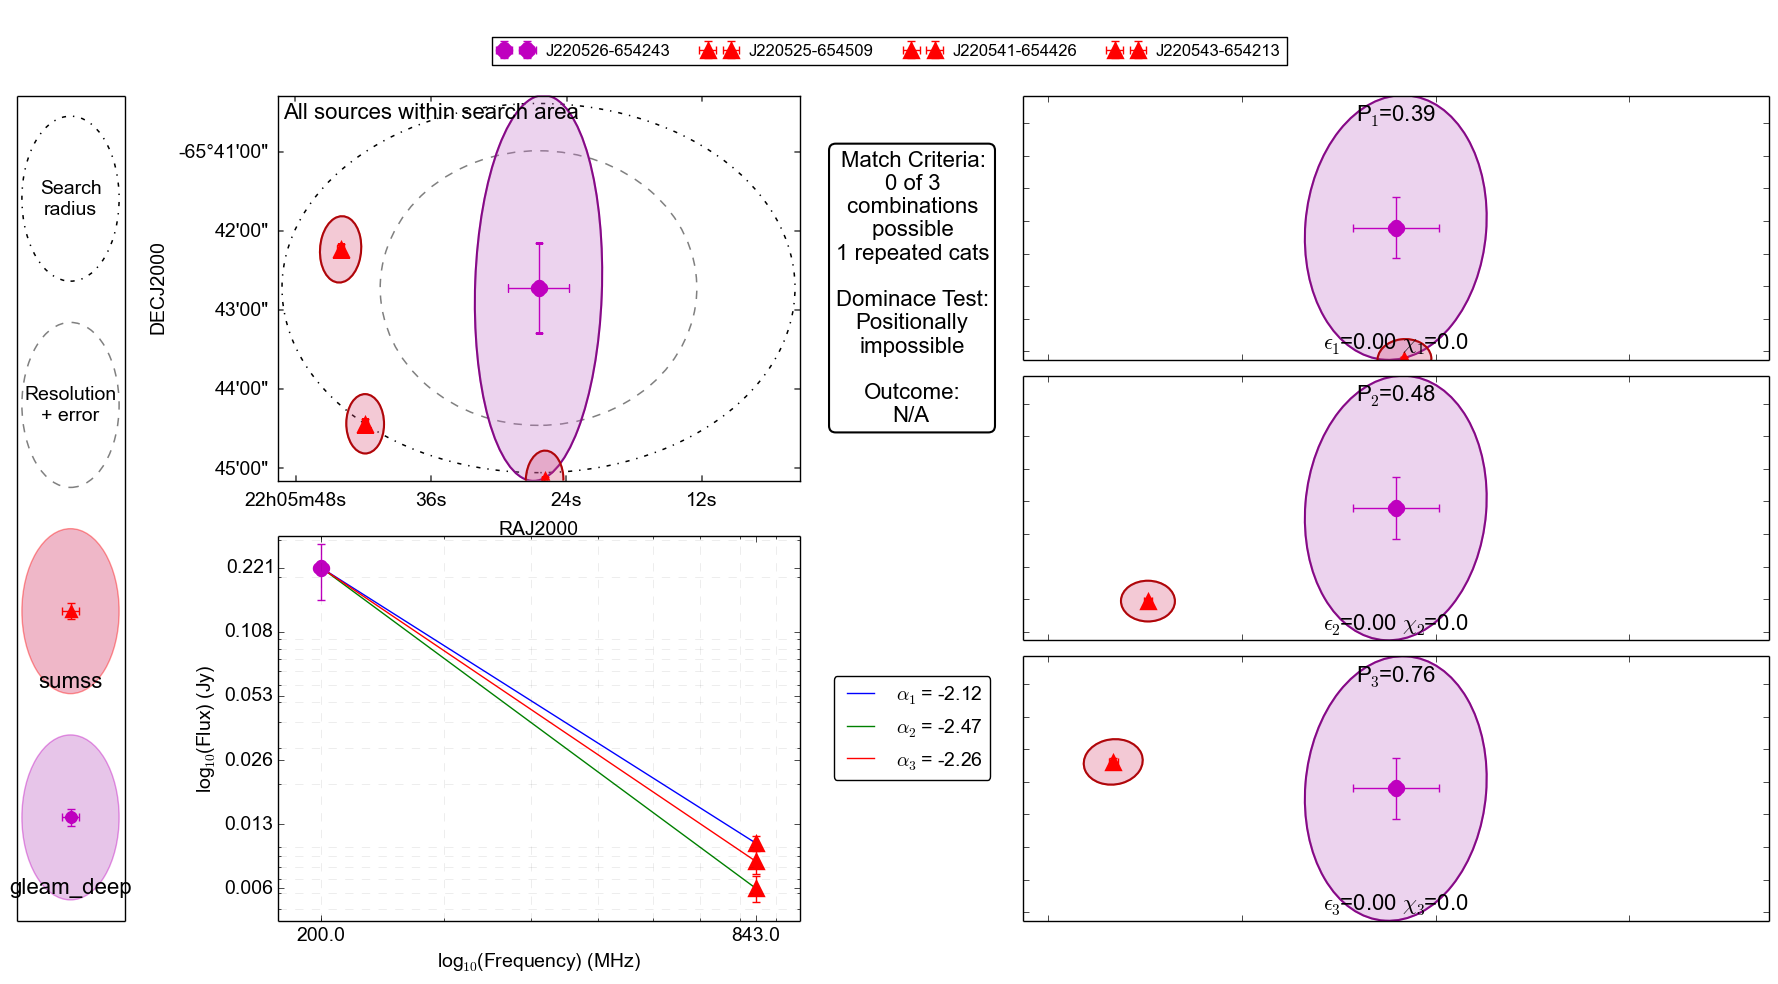 J220526-654243 J220525-654509 J220541-654426 J220543-654213
Search
radius
Resolution
+ error
sumss
gleam_deep
All sources within search area
DECJ2000
-65°41'00"
42'00"
43'00"
44'00"
45'00"
22h05m48s 36s 24s 12s
RAJ2000
log₁₀(Flux) (Jy)
0.221
0.108
0.053
0.026
0.013
0.006
200.0 843.0
log₁₀(Frequency) (MHz)
Match Criteria:
0 of 3
combinations
possible
1 repeated cats
Dominace Test:
Positionally
impossible
Outcome:
N/A
α₁ = -2.12
α₂ = -2.47
α₃ = -2.26
P₁=0.39
ϵ₁=0.00 χ₁=0.0
P₂=0.48
ϵ₂=0.00 χ₂=0.0
P₃=0.76
ϵ₃=0.00 χ₃=0.0